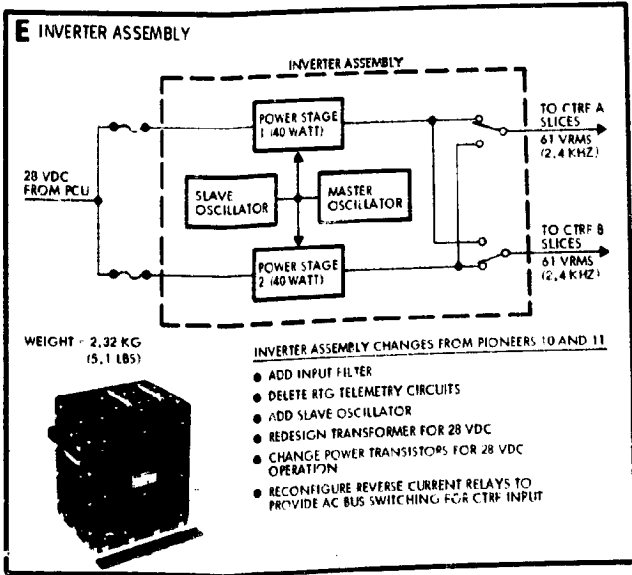 E INVERTER ASSEMBLY
INVERTER ASSEMBLY
POWER STAGE
1 (40 WATT)
TO CTRF A
SLICES
61 VRMS
(2,4 KHZ)
28 VDC
FROM PCU
SLAVE
OSCILLATOR
MASTER
OSCILLATOR
POWER STAGE
2 (40 WATT)
TO CTRF B
SLICES
61 VRMS
(2,4 KHZ)
WEIGHT - 2,32 KG
(5,1 LBS)
INVERTER ASSEMBLY CHANGES FROM PIONEERS 10 AND 11
● ADD INPUT FILTER
● DELETE RTG TELEMETRY CIRCUITS
● ADD SLAVE OSCILLATOR
● REDESIGN TRANSFORMER FOR 28 VDC
● CHANGE POWER TRANSISTORS FOR 28 VDC
OPERATION
● RECONFIGURE REVERSE CURRENT RELAYS TO
PROVIDE AC BUS SWITCHING FOR CTRF INPUT